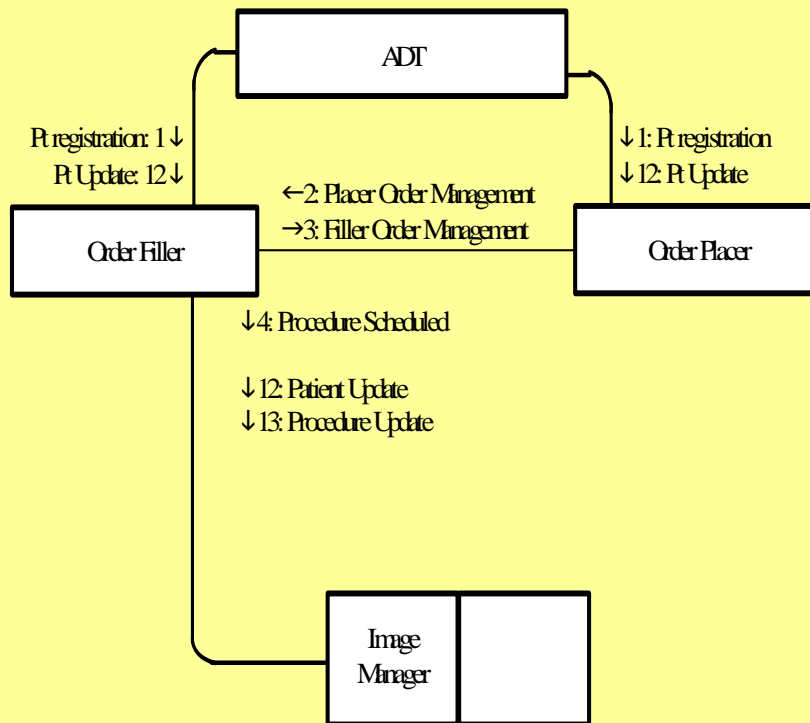 ADT
Pt registration: 1↓
Pt Update: 12↓
↓1: Pt registration
↓12: Pt Update
←2: Placer Order Management
→3: Filler Order Management
Order Filler
Order Placer
↓4: Procedure Scheduled
↓12: Patient Update
↓13: Procedure Update
Image
Manager